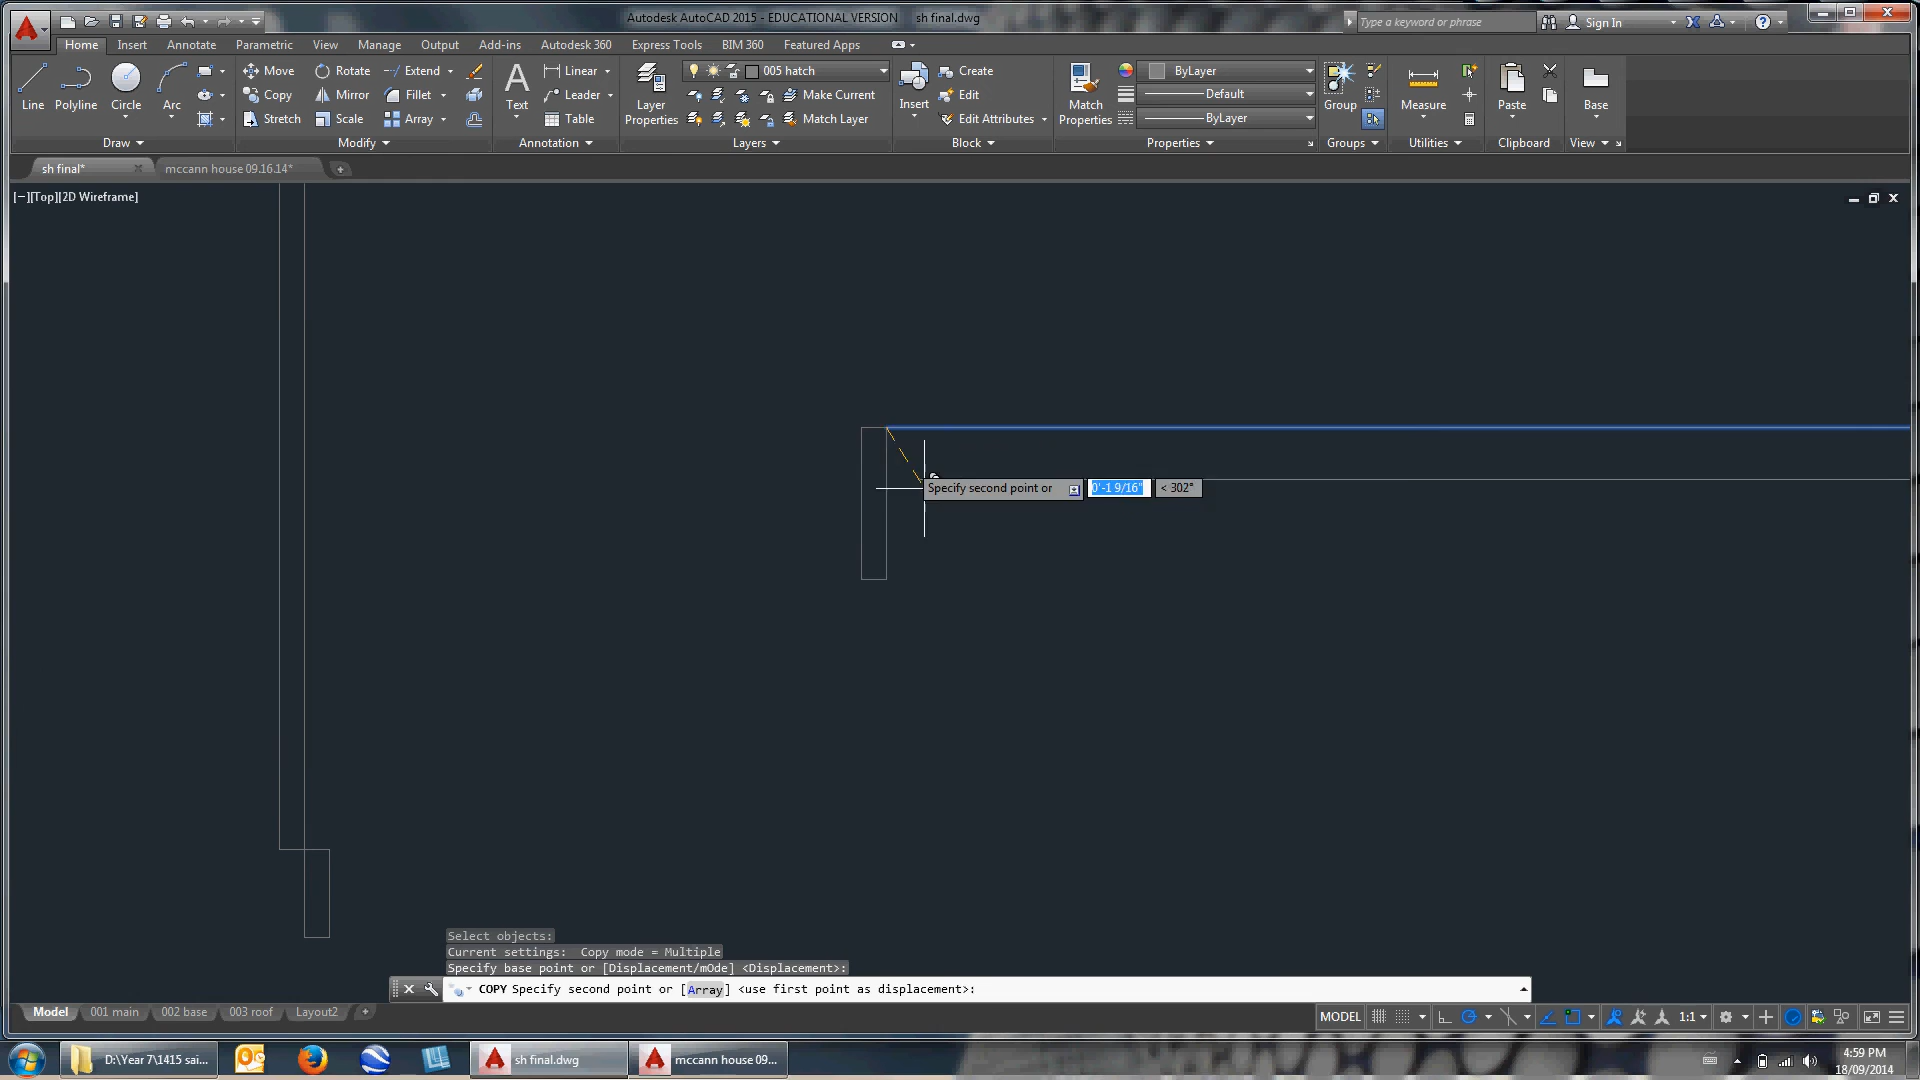 Autodesk AutoCAD 2015 - EDUCATIONAL VERSION sh final.dwg
Type a keyword or phrase
Sign In
Home Insert Annotate Parametric View Manage Output Add-ins Autodesk 360 Express Tools BIM 360 Featured Apps
Line Polyline Circle Arc
Move Rotate Extend
Copy Mirror Fillet
Stretch Scale Array
Text
Linear
Leader
Table
Layer Properties
005 hatch
Make Current
Match Layer
Insert
Create
Edit
Edit Attributes
Match Properties
ByLayer
Default
ByLayer
Group
Measure
Paste
Base
Draw Modify Annotation Layers Block Properties Groups Utilities Clipboard View
sh final* mccann house 09.16.14*
[−][Top][2D Wireframe]
Specify second point or 0'-1 9/16" < 302°
Select objects:
Current settings: Copy mode = Multiple
Specify base point or [Displacement/mOde] <Displacement>:
COPY Specify second point or [Array] <use first point as displacement>:
Model 001 main 002 base 003 roof Layout2
MODEL 1:1
D:\Year 7\1415 sai... sh final.dwg mccann house 09...
4:59 PM
18/09/2014